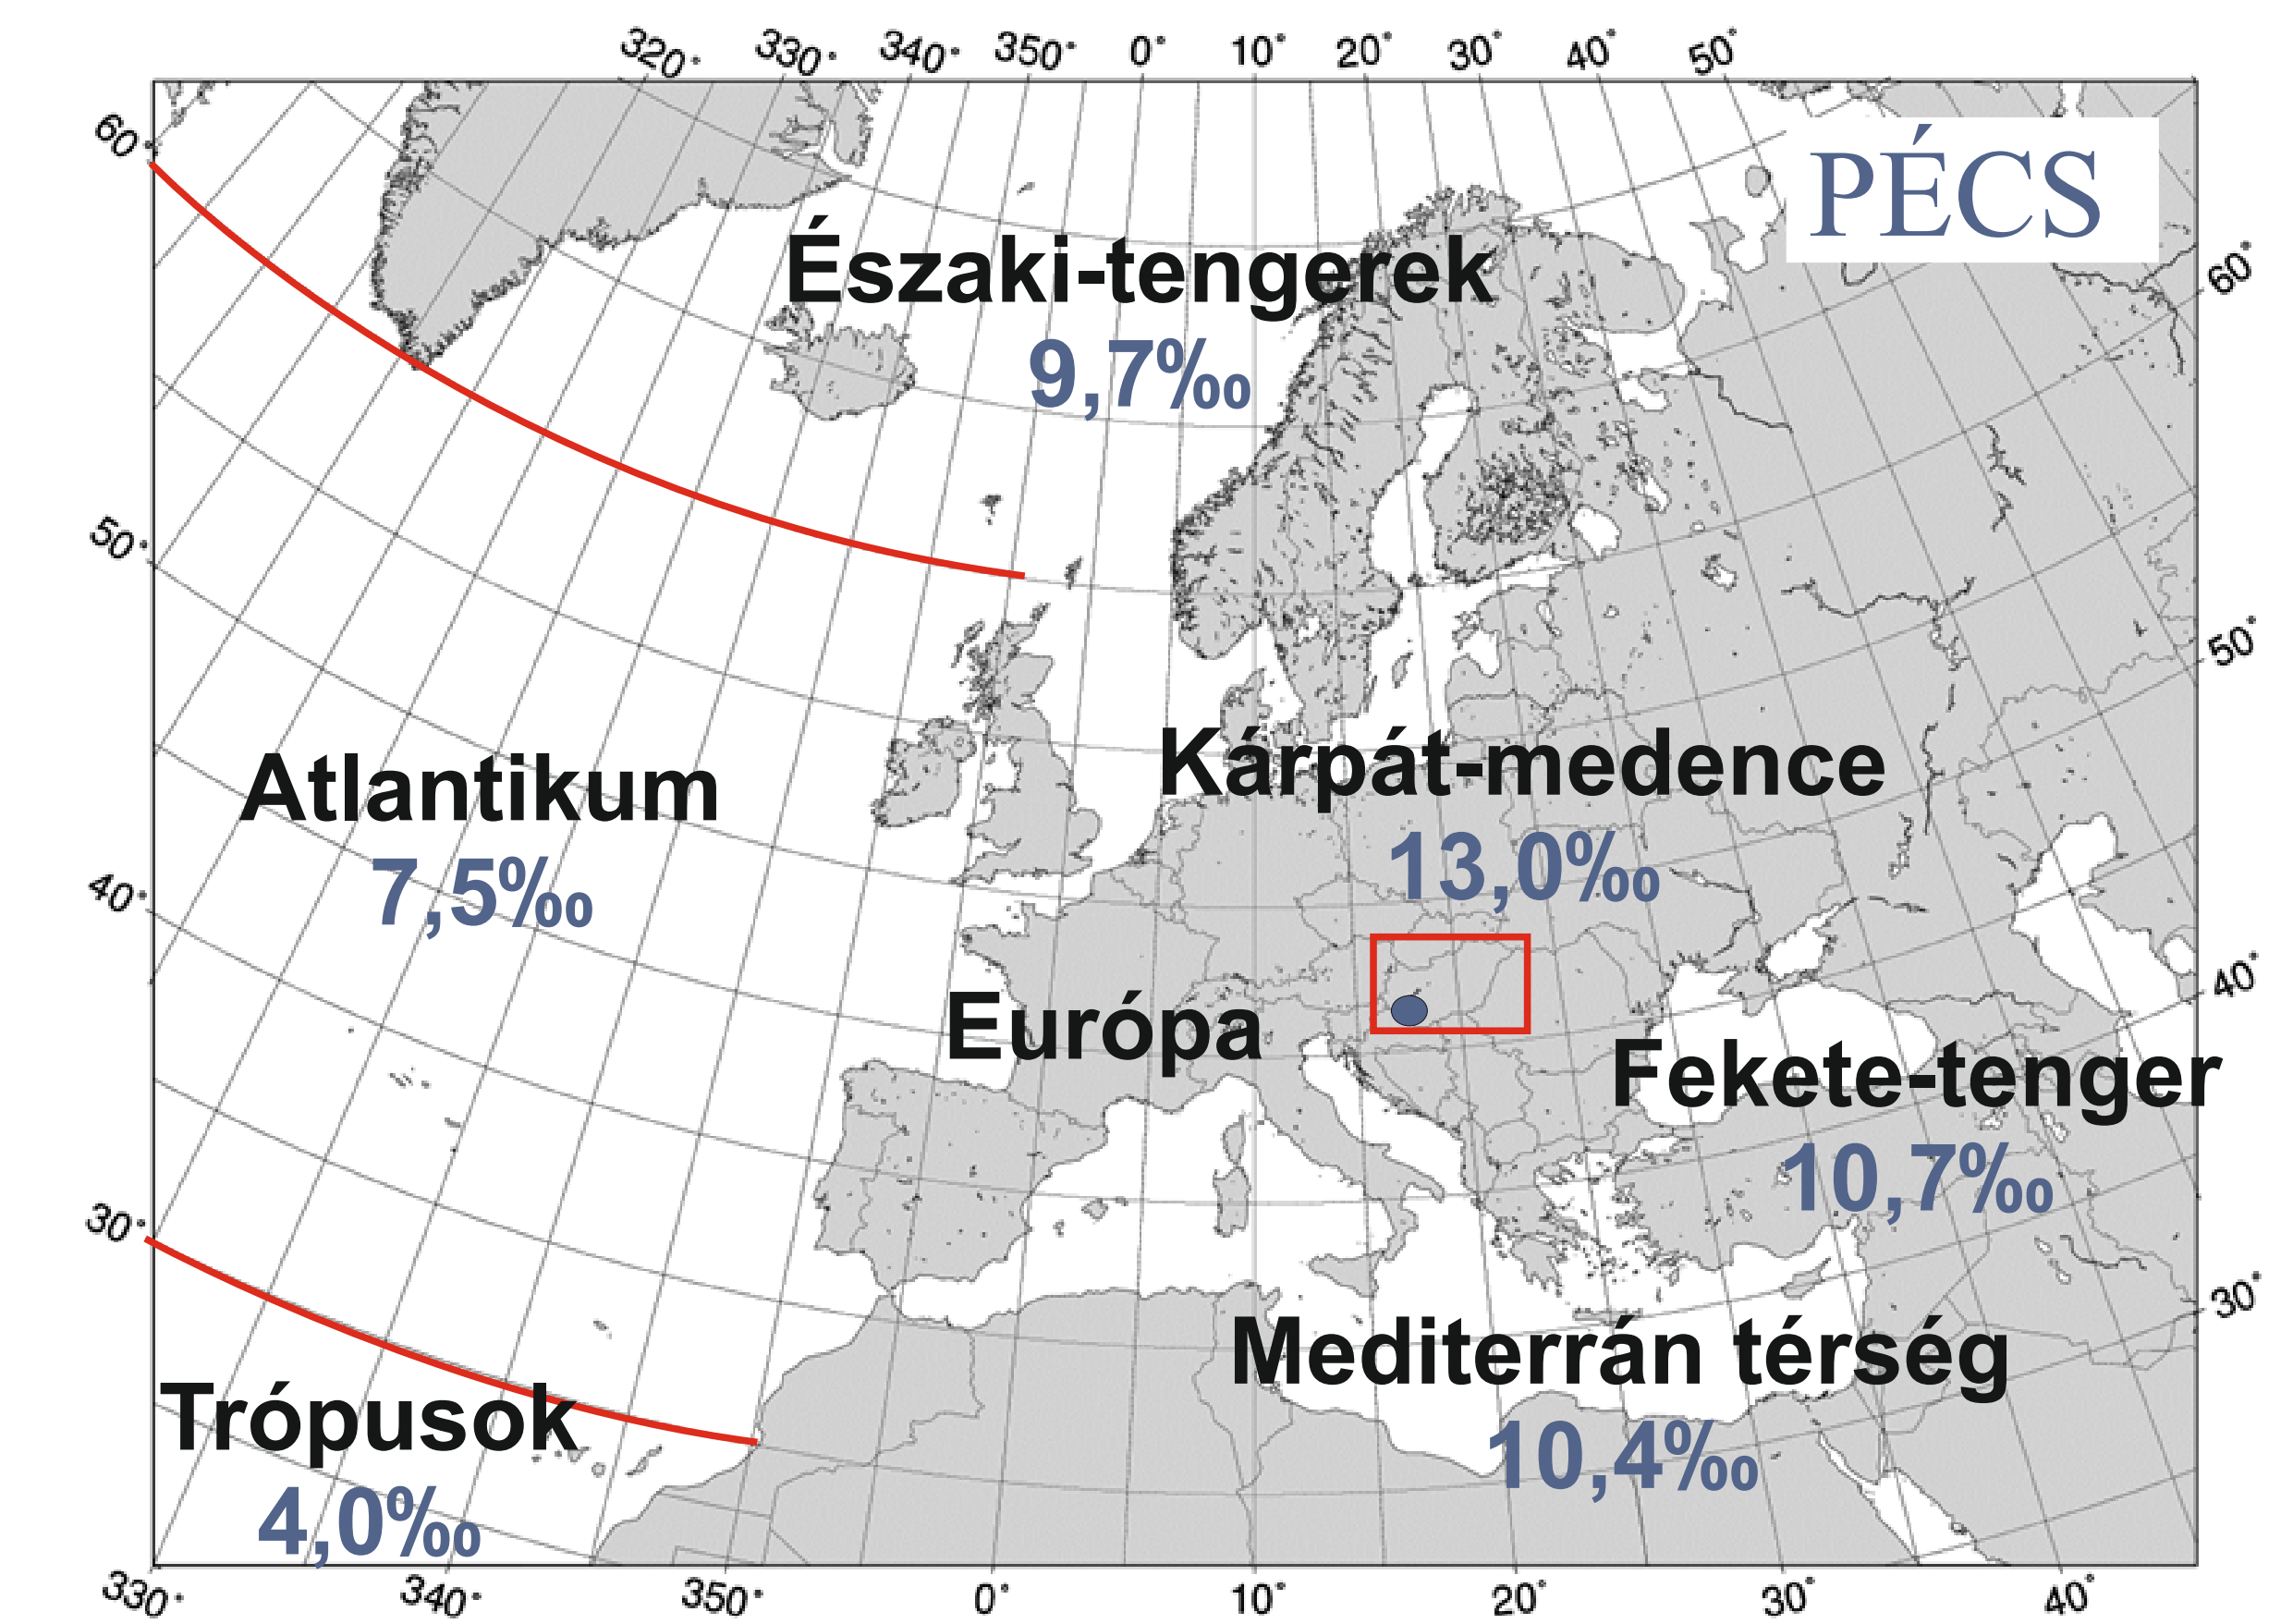 320° 330° 340° 350° 0° 10° 20° 30° 40° 50°
60°
PÉCS
Északi-tengerek
9,7‰
60°
50°
50°
Kárpát-medence
13,0‰
Atlantikum
7,5‰
40°
40°
Európa
Fekete-tenger
10,7‰
30°
30°
Mediterrán térség
10,4‰
Trópusok
4,0‰
330° 340° 350° 0° 10° 20° 30° 40°